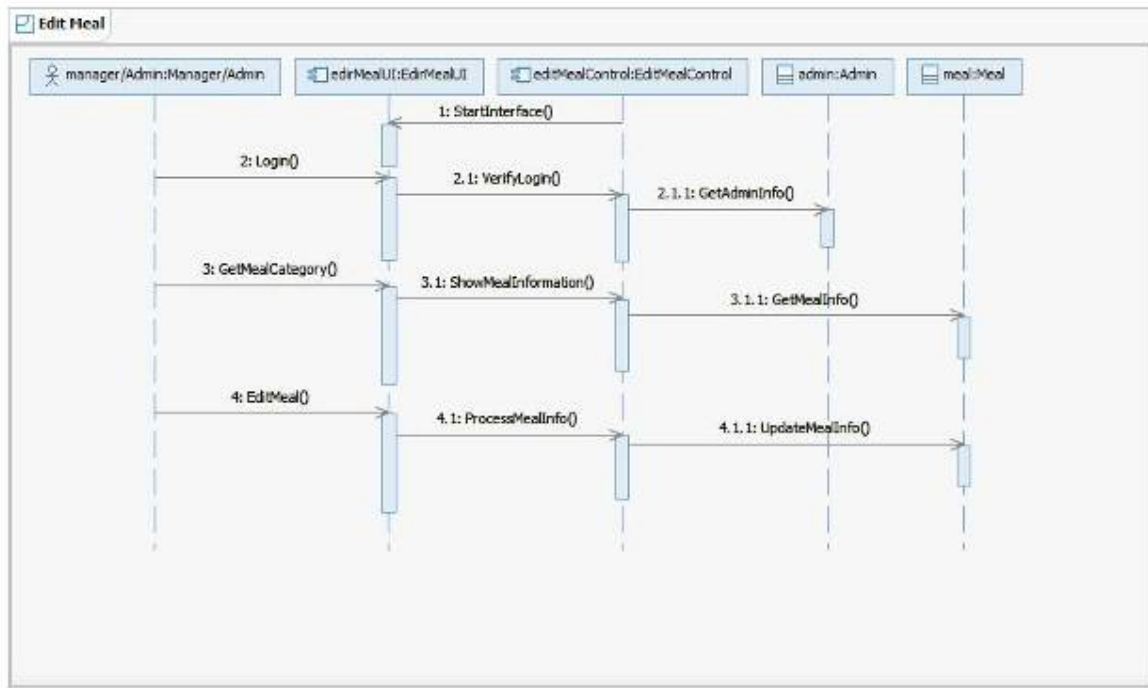 Edit Meal
manager/Admin:Manager/Admin
edirMealUI:EdirMealUI
editMealControl:EditMealControl
admin:Admin
meal:Meal
1: StartInterface()
2: Login()
2.1: VerifyLogin()
2.1.1: GetAdminInfo()
3: GetMealCategory()
3.1: ShowMealInformation()
3.1.1: GetMealInfo()
4: EditMeal()
4.1: ProcessMealInfo()
4.1.1: UpdateMealInfo()